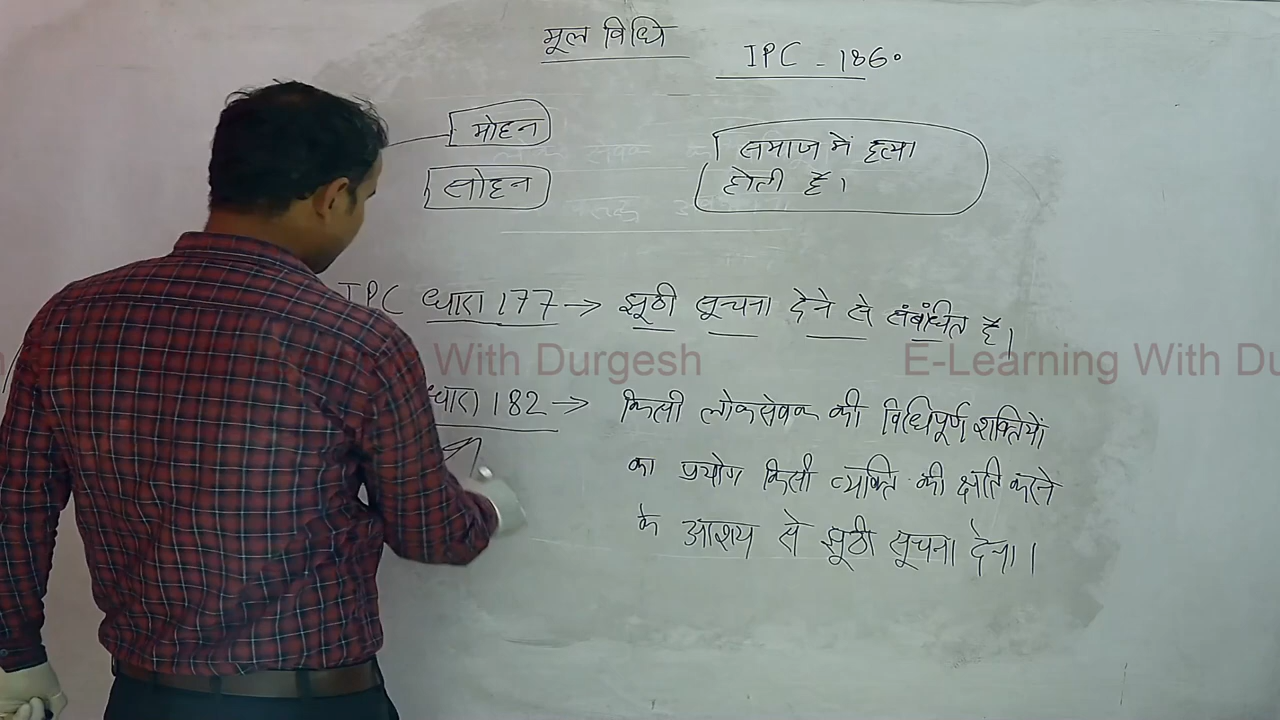 मूल विधि
IPC - 1860
मोहन
सोहन
समाज में हत्या
होती है।
IPC धारा 177 → झूठी सूचना देने से संबंधित है।
With Durgesh
E-Learning With Du
धारा 182 → किसी लोकसेवक की विधिपूर्ण शक्तियों
का प्रयोग किसी व्यक्ति की क्षति करने
के आशय से झूठी सूचना देना।